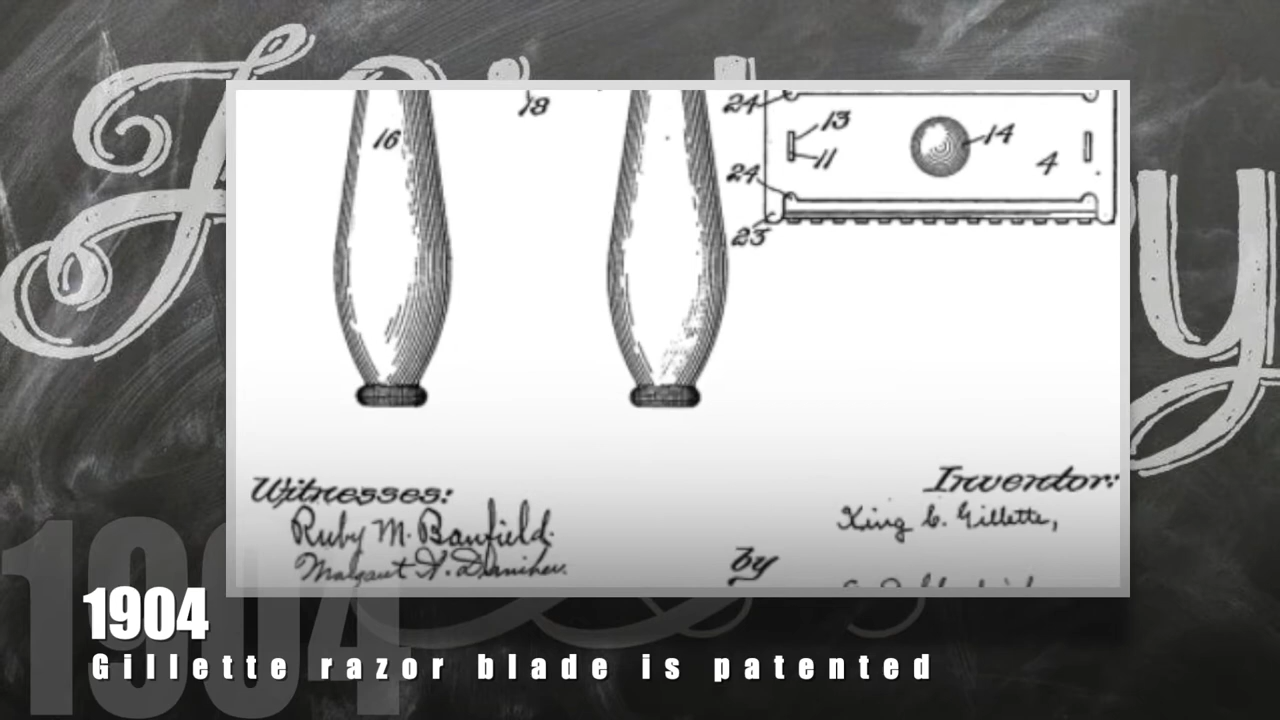 18
24
16
13
14
11
4
24
23
Witnesses:
Inventor:
Ruby M. Banfield.
King C. Gillette,
by
1904
1904
Gillette razor blade is patented